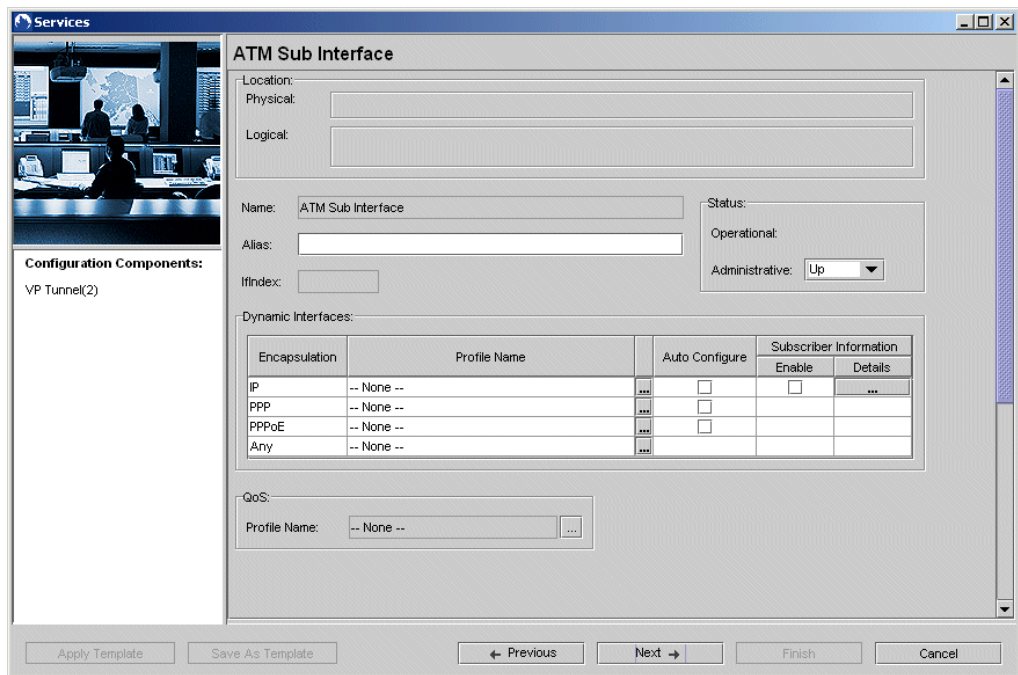 Services
ATM Sub Interface
Location:
Physical:
Logical:
Name: ATM Sub Interface
Alias:
IfIndex:
Status:
Operational:
Administrative: Up
Configuration Components:
VP Tunnel(2)
Dynamic Interfaces:
Encapsulation Profile Name Auto Configure Subscriber Information
Enable Details
IP -- None -- ... ...
PPP -- None -- ...
PPPoE -- None -- ...
Any -- None -- ...
QoS:
Profile Name: -- None -- ...
Apply Template Save As Template ← Previous Next → Finish Cancel